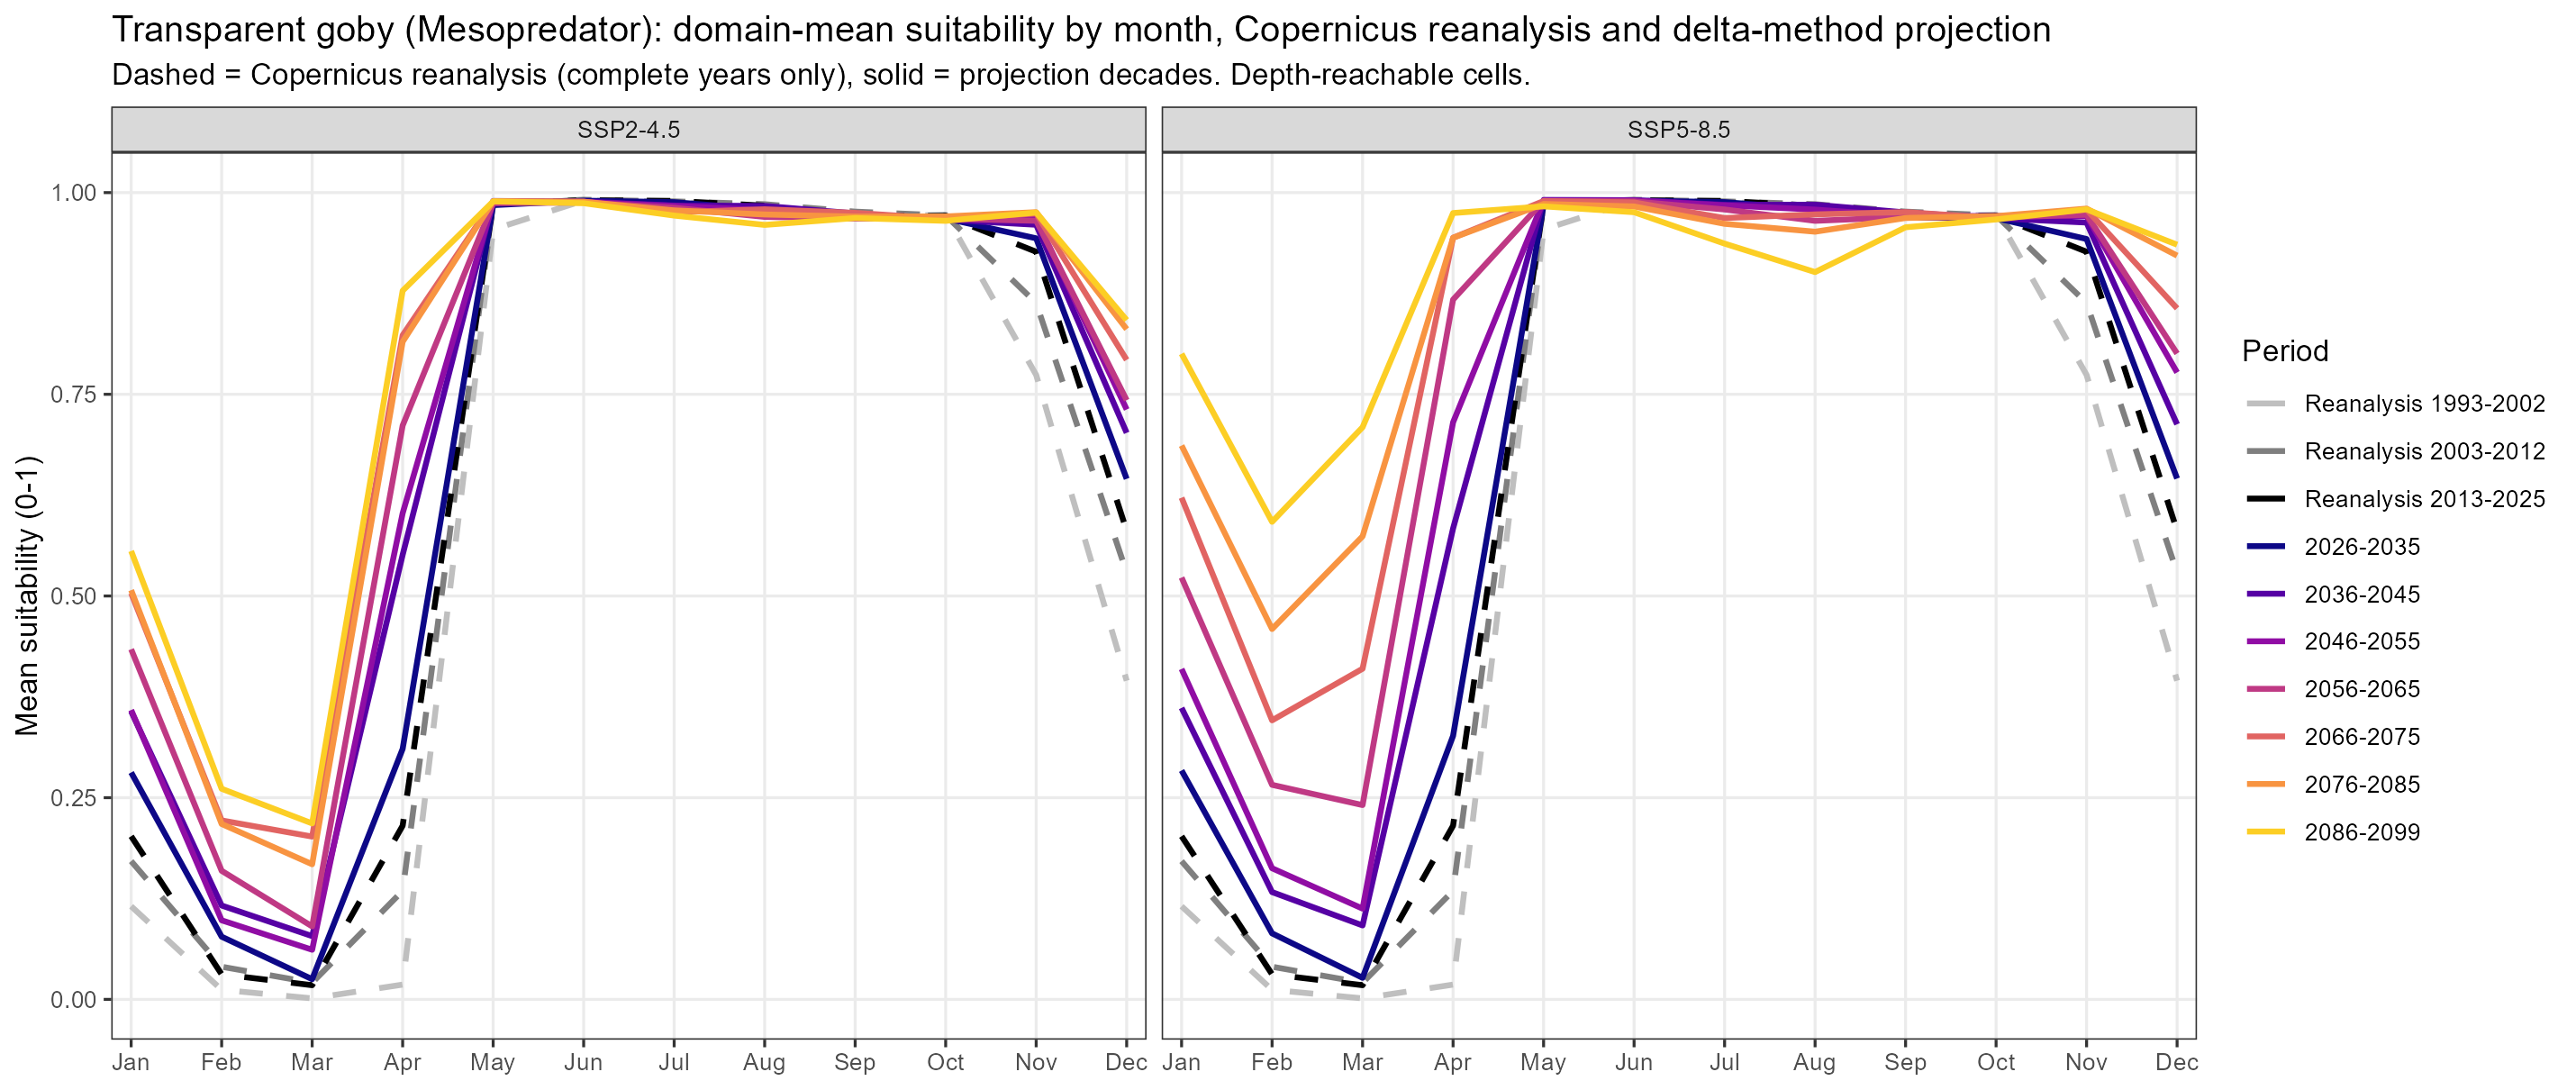 Transparent goby (Mesopredator): domain-mean suitability by month, Copernicus reanalysis and delta-method projection
Dashed = Copernicus reanalysis (complete years only), solid = projection decades. Depth-reachable cells.
SSP2-4.5
SSP5-8.5
Mean suitability (0-1)
1.00
0.75
0.50
0.25
0.00
Jan Feb Mar Apr May Jun Jul Aug Sep Oct Nov Dec
Jan Feb Mar Apr May Jun Jul Aug Sep Oct Nov Dec
Period
Reanalysis 1993-2002
Reanalysis 2003-2012
Reanalysis 2013-2025
2026-2035
2036-2045
2046-2055
2056-2065
2066-2075
2076-2085
2086-2099